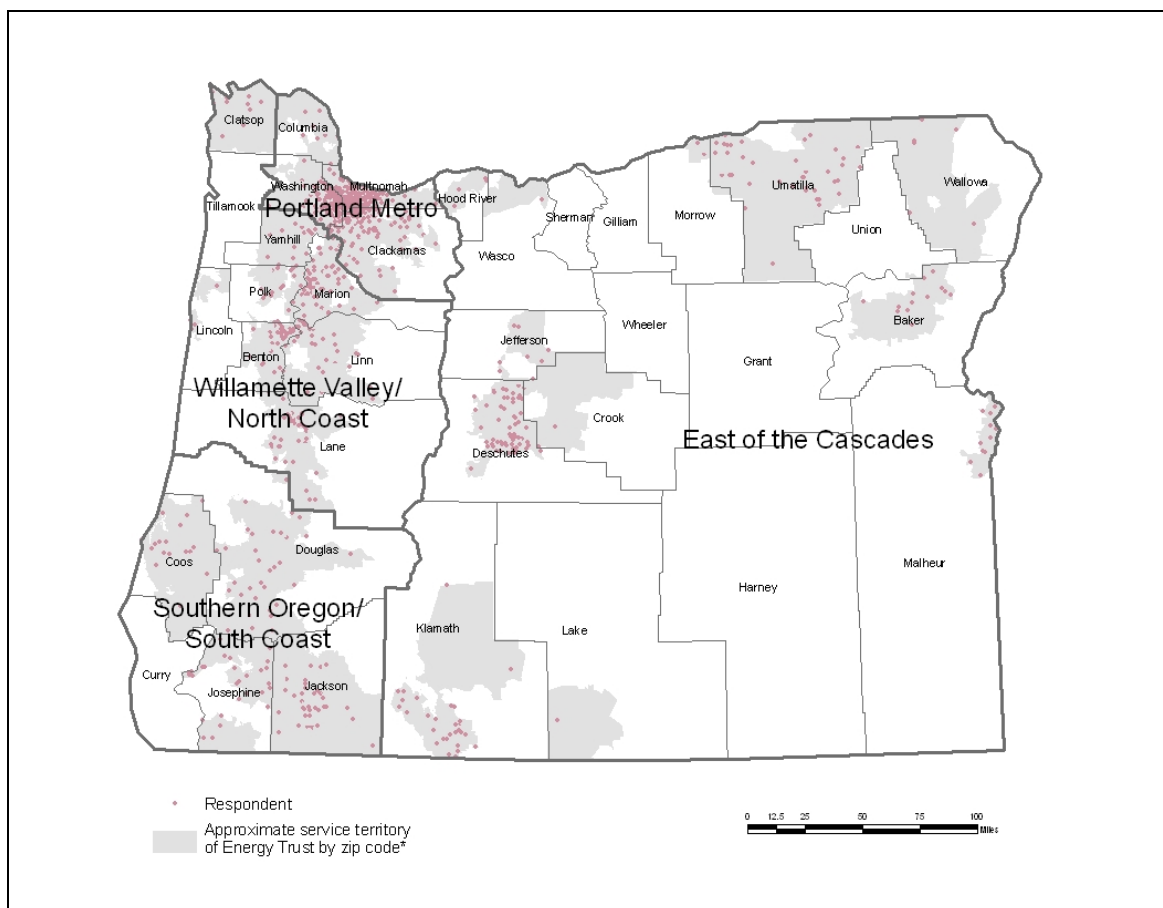 Clatsop
Columbia
Washington
Multnomah
Hood River
Tillamook
Portland Metro
Sherman
Gilliam
Morrow
Umatilla
Wallowa
Union
Yamhill
Clackamas
Wasco
Polk
Marion
Lincoln
Wheeler
Baker
Jefferson
Benton
Linn
Grant
Willamette Valley/
North Coast
Crook
East of the Cascades
Lane
Deschutes
Coos
Douglas
Malheur
Harney
Southern Oregon/
South Coast
Klamath
Lake
Curry
Josephine
Jackson
Respondent
Approximate service territory
of Energy Trust by zip code*
0 12.5 25 50 75 100
Miles